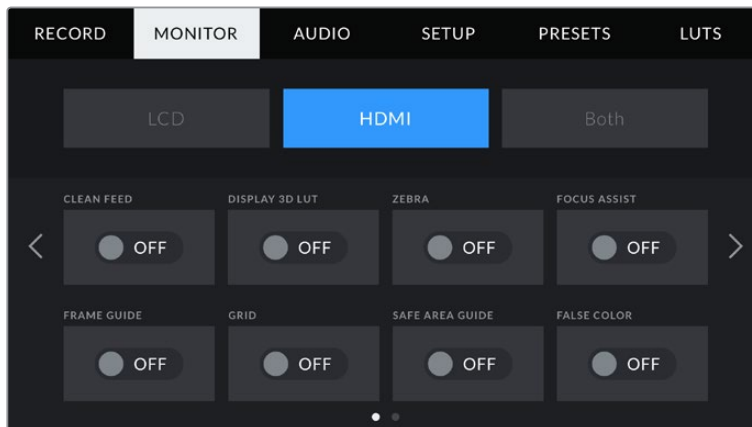 RECORD MONITOR AUDIO SETUP PRESETS LUTS
LCD HDMI Both
CLEAN FEED DISPLAY 3D LUT ZEBRA FOCUS ASSIST
OFF OFF OFF OFF
FRAME GUIDE GRID SAFE AREA GUIDE FALSE COLOR
OFF OFF OFF OFF